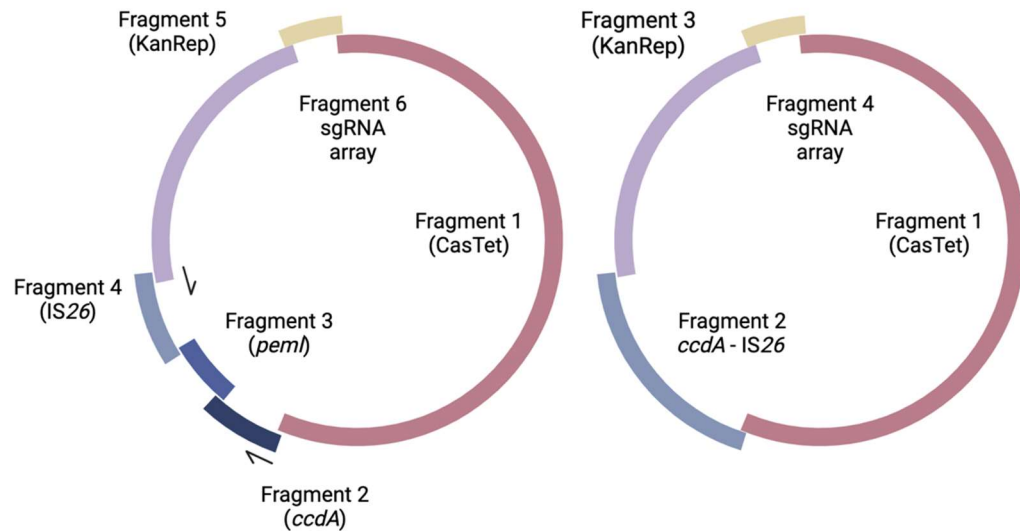 Fragment 5
(KanRep)
Fragment 6
sgRNA
array
Fragment 1
(CasTet)
Fragment 4
(IS26)
Fragment 3
(pemI)
Fragment 2
(ccdA)
Fragment 3
(KanRep)
Fragment 4
sgRNA
array
Fragment 1
(CasTet)
Fragment 2
ccdA - IS26